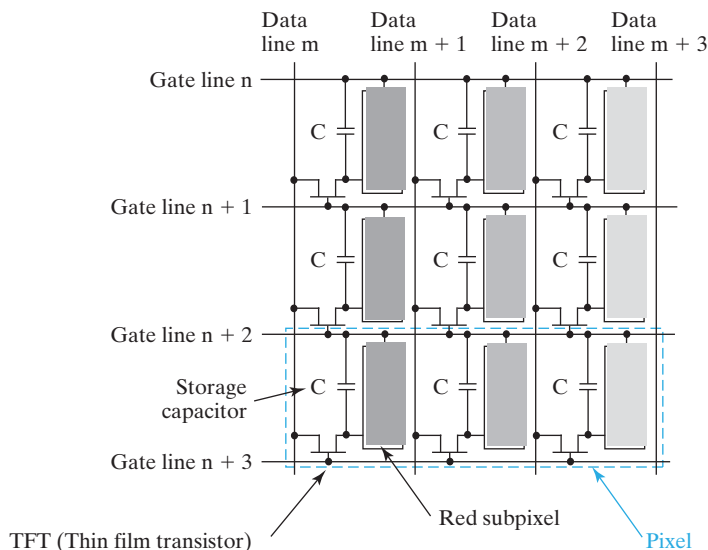 Data line m
Data line m + 1
Data line m + 2
Data line m + 3
Gate line n
C
C
C
Gate line n + 1
C
C
C
Gate line n + 2
Storage capacitor
C
C
C
Gate line n + 3
Red subpixel
TFT (Thin film transistor)
Pixel